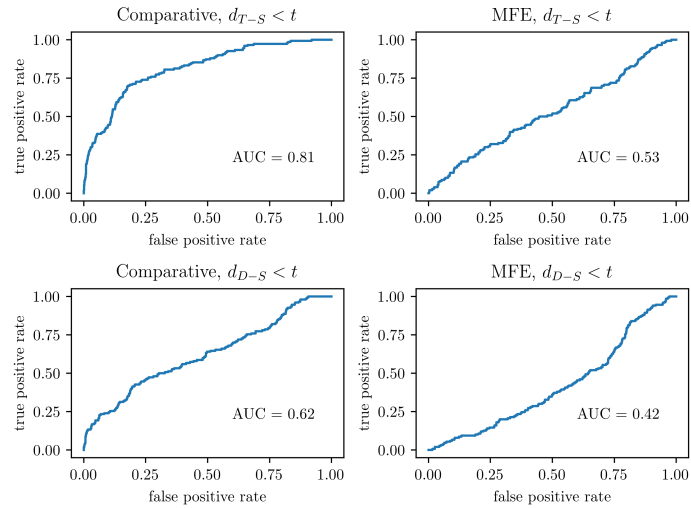 Comparative, d_{T−S} < t
1.00
0.75
0.50
0.25
0.00
true positive rate
AUC = 0.81
0.00 0.25 0.50 0.75 1.00
false positive rate
MFE, d_{T−S} < t
1.00
0.75
0.50
0.25
0.00
true positive rate
AUC = 0.53
0.00 0.25 0.50 0.75 1.00
false positive rate
Comparative, d_{D−S} < t
1.00
0.75
0.50
0.25
0.00
true positive rate
AUC = 0.62
0.00 0.25 0.50 0.75 1.00
false positive rate
MFE, d_{D−S} < t
1.00
0.75
0.50
0.25
0.00
true positive rate
AUC = 0.42
0.00 0.25 0.50 0.75 1.00
false positive rate